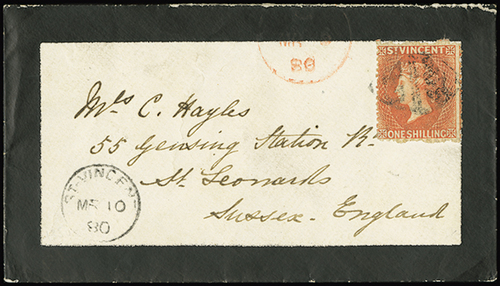 80
ST. VINCENT
ONE SHILLING
Mrs C. Hayles
55 Gensing Station Rd.
St Leonards
Sussex - England
ST. VINCEN
MR 10
80